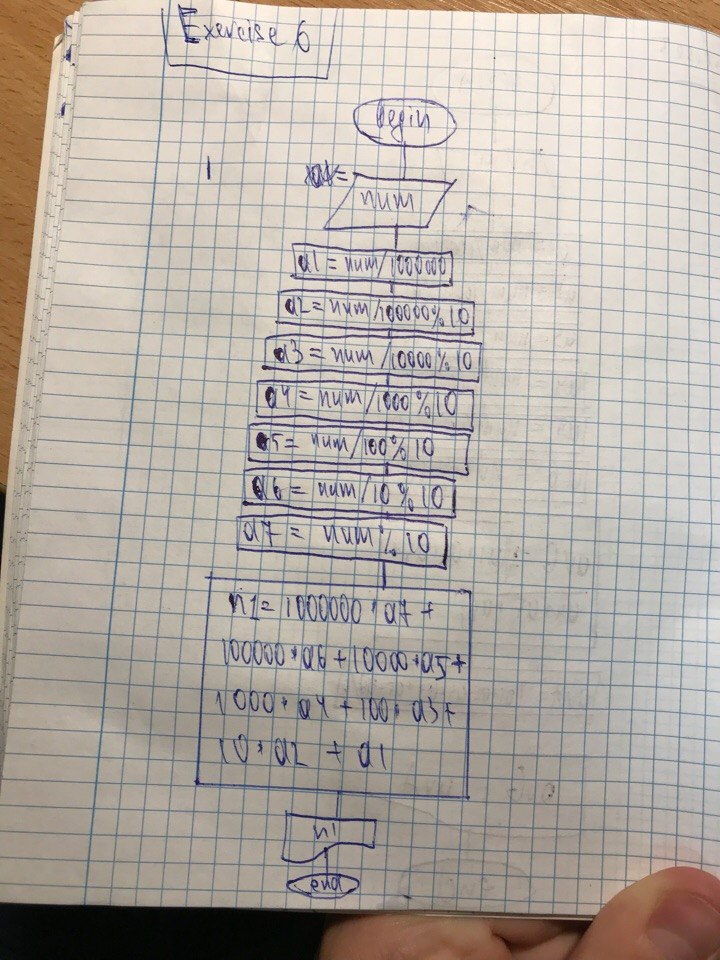 Exercise 6
begin
1
num
a1 = num/1000000
a2 = num/100000%10
a3 = num/10000%10
a4 = num/1000%10
a5 = num/100%10
a6 = num/10%10
a7 = num%10
n1 = 1000000*a7+
100000*a6+10000*a5+
1000*a4+100*a3+
10*a2 + a1
n1
end